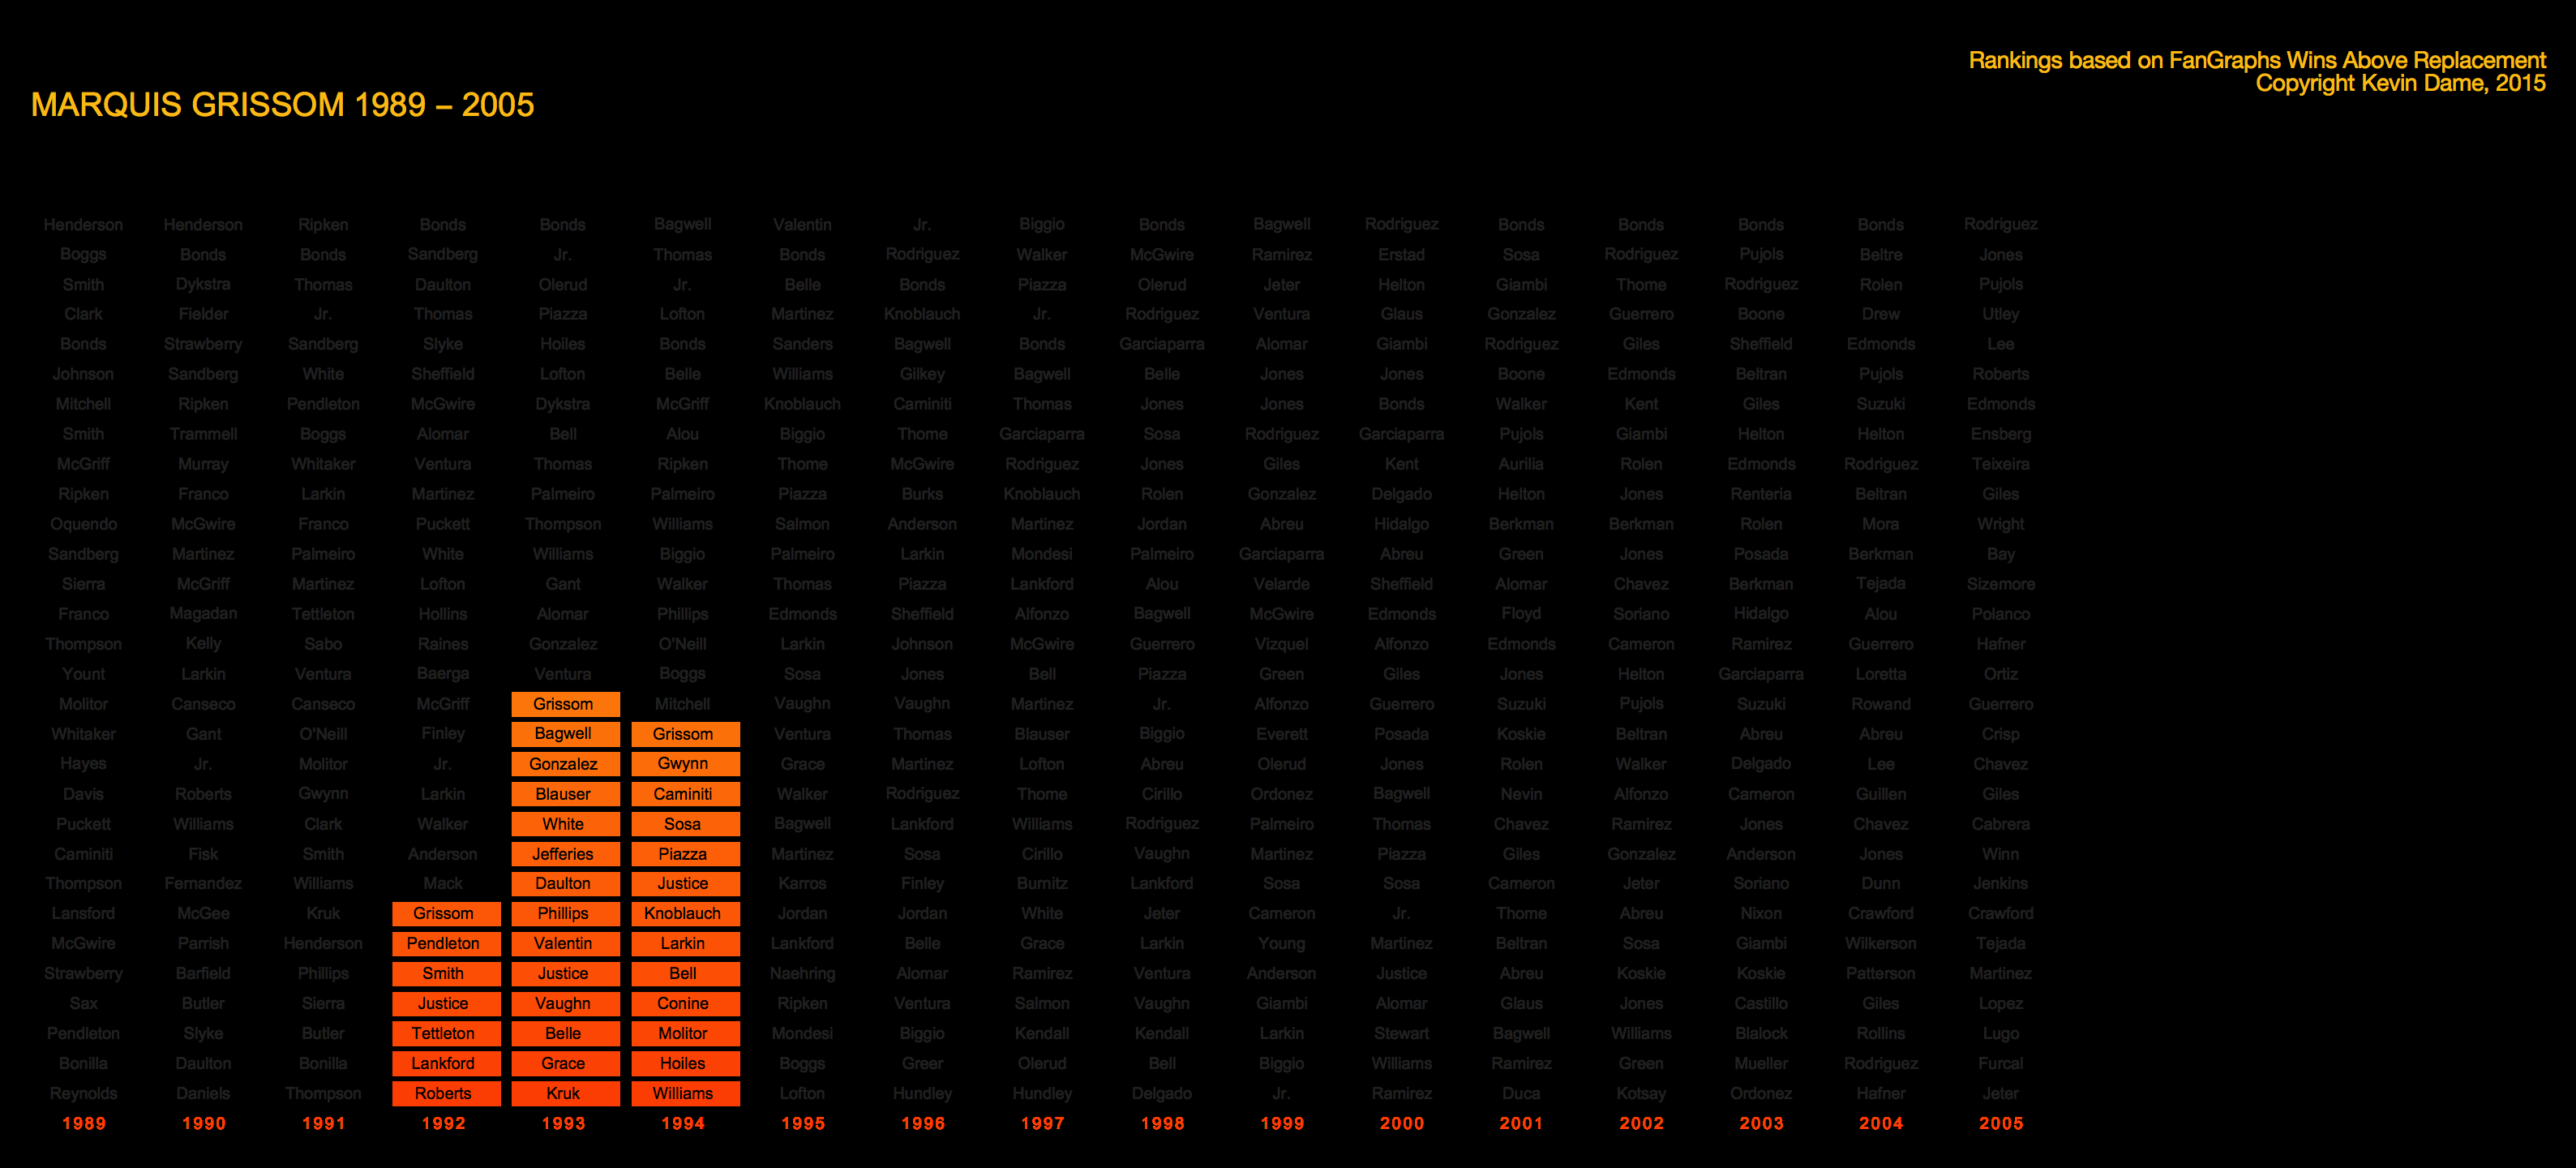 Rankings based on FanGraphs Wins Above Replacement
Copyright Kevin Dame, 2015
MARQUIS GRISSOM 1989 – 2005
Henderson Henderson Ripken Bonds Bonds Bagwell Valentin Jr. Biggio Bonds Bagwell Rodriguez Bonds Bonds Bonds Bonds Rodriguez
Boggs Bonds Bonds Sandberg Jr. Thomas Bonds Rodriguez Walker McGwire Ramirez Erstad Sosa Rodriguez Pujols Beltre Jones
Smith Dykstra Thomas Daulton Olerud Jr. Belle Bonds Piazza Olerud Jeter Helton Giambi Thome Rodriguez Rolen Pujols
Clark Fielder Jr. Thomas Piazza Lofton Martinez Knoblauch Jr. Rodriguez Ventura Glaus Gonzalez Guerrero Boone Drew Utley
Bonds Strawberry Sandberg Slyke Hoiles Bonds Sanders Bagwell Bonds Garciaparra Alomar Giambi Rodriguez Giles Sheffield Edmonds Lee
Johnson Sandberg White Sheffield Lofton Belle Williams Gilkey Bagwell Belle Jones Jones Boone Edmonds Beltran Pujols Roberts
Mitchell Ripken Pendleton McGwire Dykstra McGriff Knoblauch Caminiti Thomas Jones Jones Bonds Walker Kent Giles Suzuki Edmonds
Smith Trammell Boggs Alomar Bell Alou Biggio Thome Garciaparra Sosa Rodriguez Garciaparra Pujols Giambi Helton Helton Ensberg
McGriff Murray Whitaker Ventura Thomas Ripken Thome McGwire Rodriguez Jones Giles Kent Aurilia Rolen Edmonds Rodriguez Teixeira
Ripken Franco Larkin Martinez Palmeiro Palmeiro Piazza Burks Knoblauch Rolen Gonzalez Delgado Helton Jones Renteria Beltran Giles
Oquendo McGwire Franco Puckett Thompson Williams Salmon Anderson Martinez Jordan Abreu Hidalgo Berkman Berkman Rolen Mora Wright
Sandberg Martinez Palmeiro White Williams Biggio Palmeiro Larkin Mondesi Palmeiro Garciaparra Abreu Green Jones Posada Berkman Bay
Sierra McGriff Martinez Lofton Gant Walker Thomas Piazza Lankford Alou Velarde Sheffield Alomar Chavez Berkman Tejada Sizemore
Franco Magadan Tettleton Hollins Alomar Phillips Edmonds Sheffield Alfonzo Bagwell McGwire Edmonds Floyd Soriano Hidalgo Alou Polanco
Thompson Kelly Sabo Raines Gonzalez O'Neill Larkin Johnson McGwire Guerrero Vizquel Alfonzo Edmonds Cameron Ramirez Guerrero Hafner
Yount Larkin Ventura Baerga Ventura Boggs Sosa Jones Bell Piazza Green Giles Jones Helton Garciaparra Loretta Ortiz
Molitor Canseco Canseco McGriff Grissom Mitchell Vaughn Vaughn Martinez Jr. Alfonzo Guerrero Suzuki Pujols Suzuki Rowand Guerrero
Whitaker Gant O'Neill Finley Bagwell Grissom Ventura Thomas Blauser Biggio Everett Posada Koskie Beltran Abreu Abreu Crisp
Hayes Jr. Molitor Jr. Gonzalez Gwynn Grace Martinez Lofton Abreu Olerud Jones Rolen Walker Delgado Lee Chavez
Davis Roberts Gwynn Larkin Blauser Caminiti Walker Rodriguez Thome Cirillo Ordonez Bagwell Nevin Alfonzo Cameron Guillen Giles
Puckett Williams Clark Walker White Sosa Bagwell Lankford Williams Rodriguez Palmeiro Thomas Chavez Ramirez Jones Chavez Cabrera
Caminiti Fisk Smith Anderson Jefferies Piazza Martinez Sosa Cirillo Vaughn Martinez Piazza Giles Gonzalez Anderson Jones Winn
Thompson Fernandez Williams Mack Daulton Justice Karros Finley Burnitz Lankford Sosa Sosa Cameron Jeter Soriano Dunn Jenkins
Lansford McGee Kruk Grissom Phillips Knoblauch Jordan Jordan White Jeter Cameron Jr. Thome Abreu Nixon Crawford Crawford
McGwire Parrish Henderson Pendleton Valentin Larkin Lankford Belle Grace Larkin Young Martinez Beltran Sosa Giambi Wilkerson Tejada
Strawberry Barfield Phillips Smith Justice Bell Naehring Alomar Ramirez Ventura Anderson Justice Abreu Koskie Koskie Patterson Martinez
Sax Butler Sierra Justice Vaughn Conine Ripken Ventura Salmon Vaughn Giambi Alomar Glaus Jones Castillo Giles Lopez
Pendleton Slyke Butler Tettleton Belle Molitor Mondesi Biggio Kendall Kendall Larkin Stewart Bagwell Williams Blalock Rollins Lugo
Bonilla Daulton Bonilla Lankford Grace Hoiles Boggs Greer Olerud Bell Biggio Williams Ramirez Green Mueller Rodriguez Furcal
Reynolds Daniels Thompson Roberts Kruk Williams Lofton Hundley Hundley Delgado Jr. Ramirez Duca Kotsay Ordonez Hafner Jeter
1989 1990 1991 1992 1993 1994 1995 1996 1997 1998 1999 2000 2001 2002 2003 2004 2005